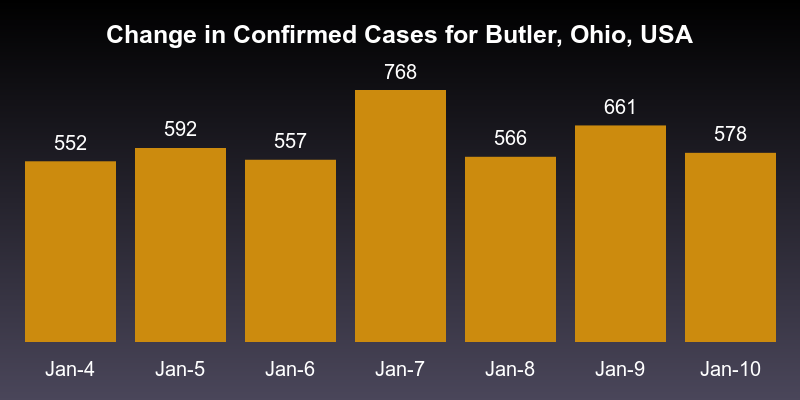 Change in Confirmed Cases for Butler, Ohio, USA
552 592 557 768 566 661 578
Jan-4 Jan-5 Jan-6 Jan-7 Jan-8 Jan-9 Jan-10